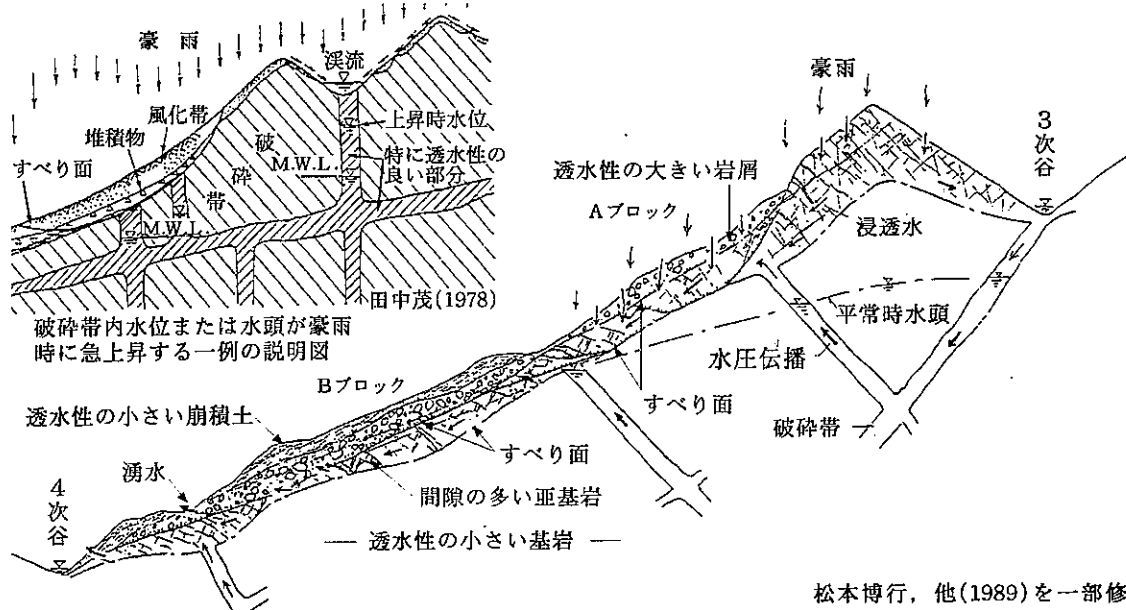 豪雨
渓流
風化帯
堆積物
すべり面
上昇時水位
破砕帯
M.W.L.
特に透水性の
良い部分
M.W.L.
田中茂(1978)
破砕帯内水位または水頭が豪雨
時に急上昇する一例の説明図
豪雨
3次谷
透水性の大きい岩屑
Aブロック
浸透水
平常時水頭
水圧伝播
すべり面
破砕帯
Bブロック
透水性の小さい崩積土
すべり面
湧水
間隙の多い亜基岩
4次谷
― 透水性の小さい基岩 ―
松本博行，他(1989)を一部修